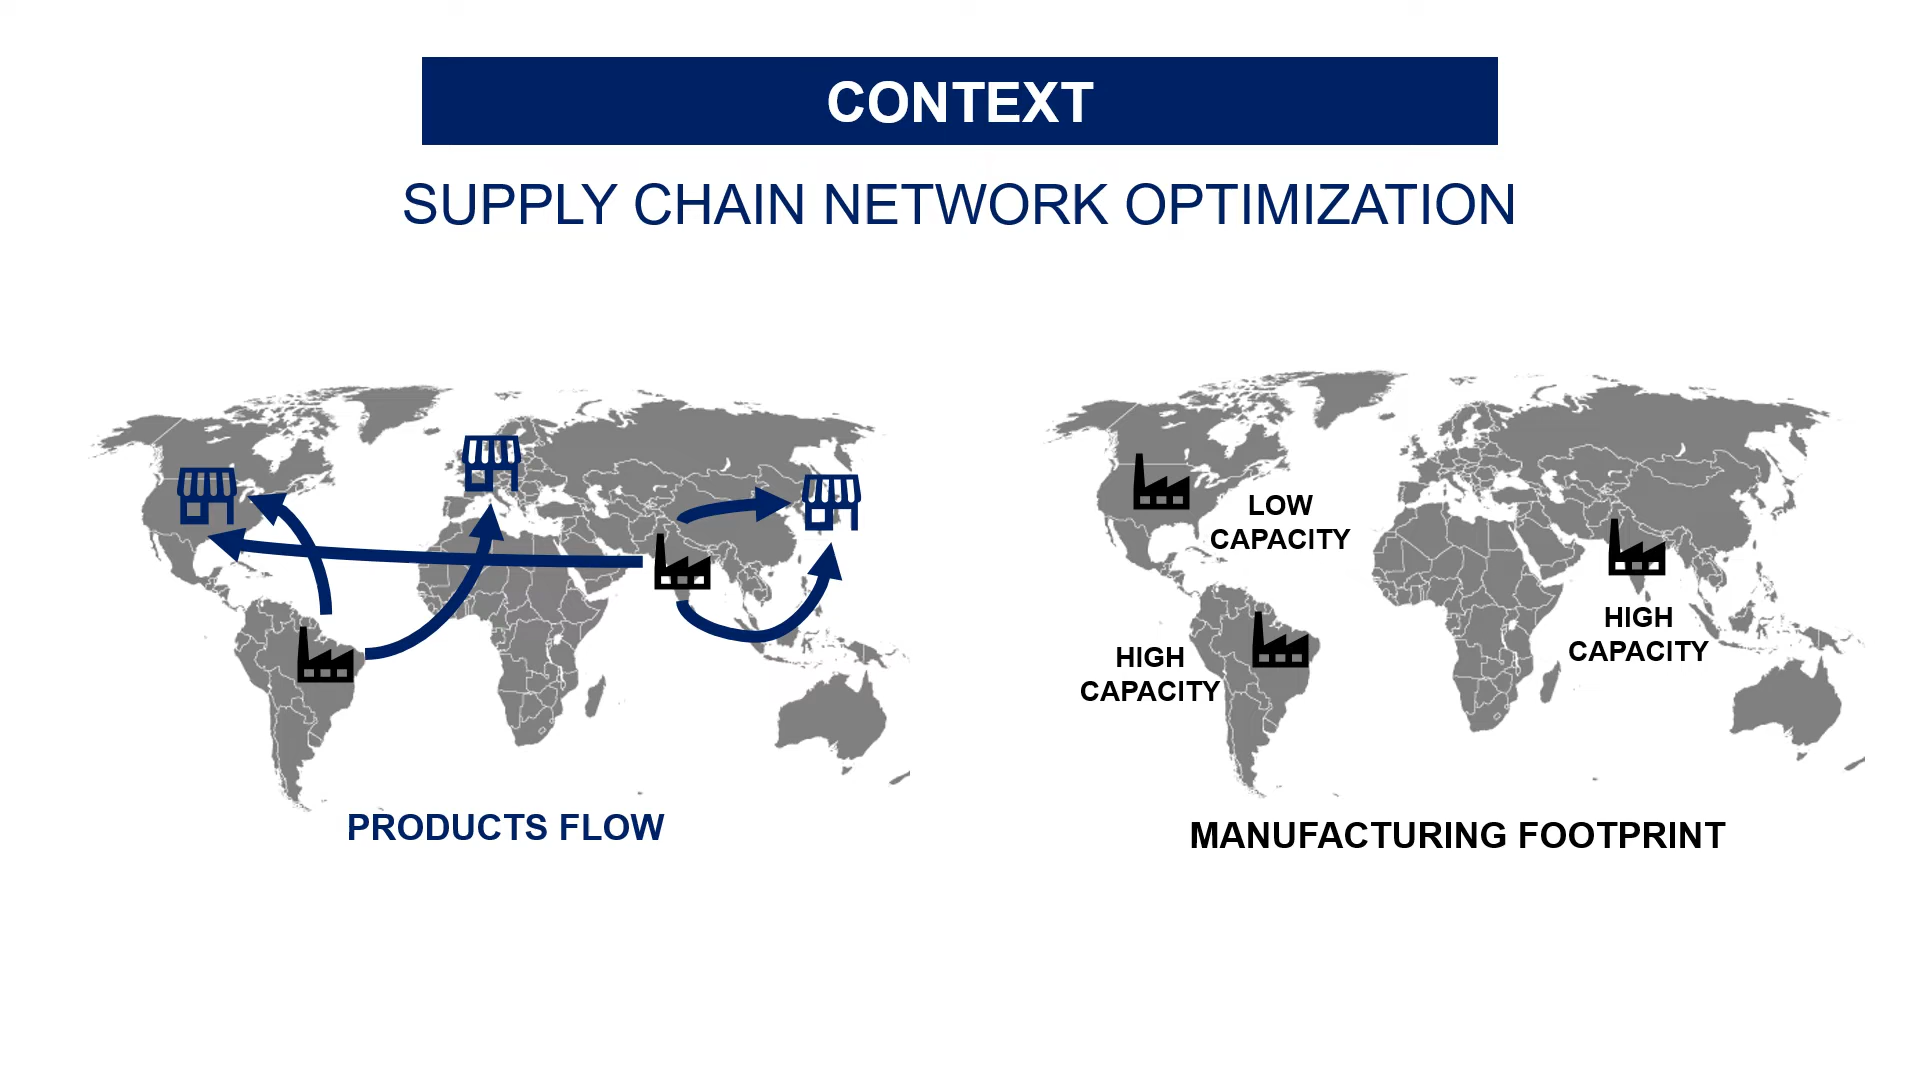 CONTEXT
SUPPLY CHAIN NETWORK OPTIMIZATION
PRODUCTS FLOW
LOW
CAPACITY
HIGH
CAPACITY
HIGH
CAPACITY
MANUFACTURING FOOTPRINT